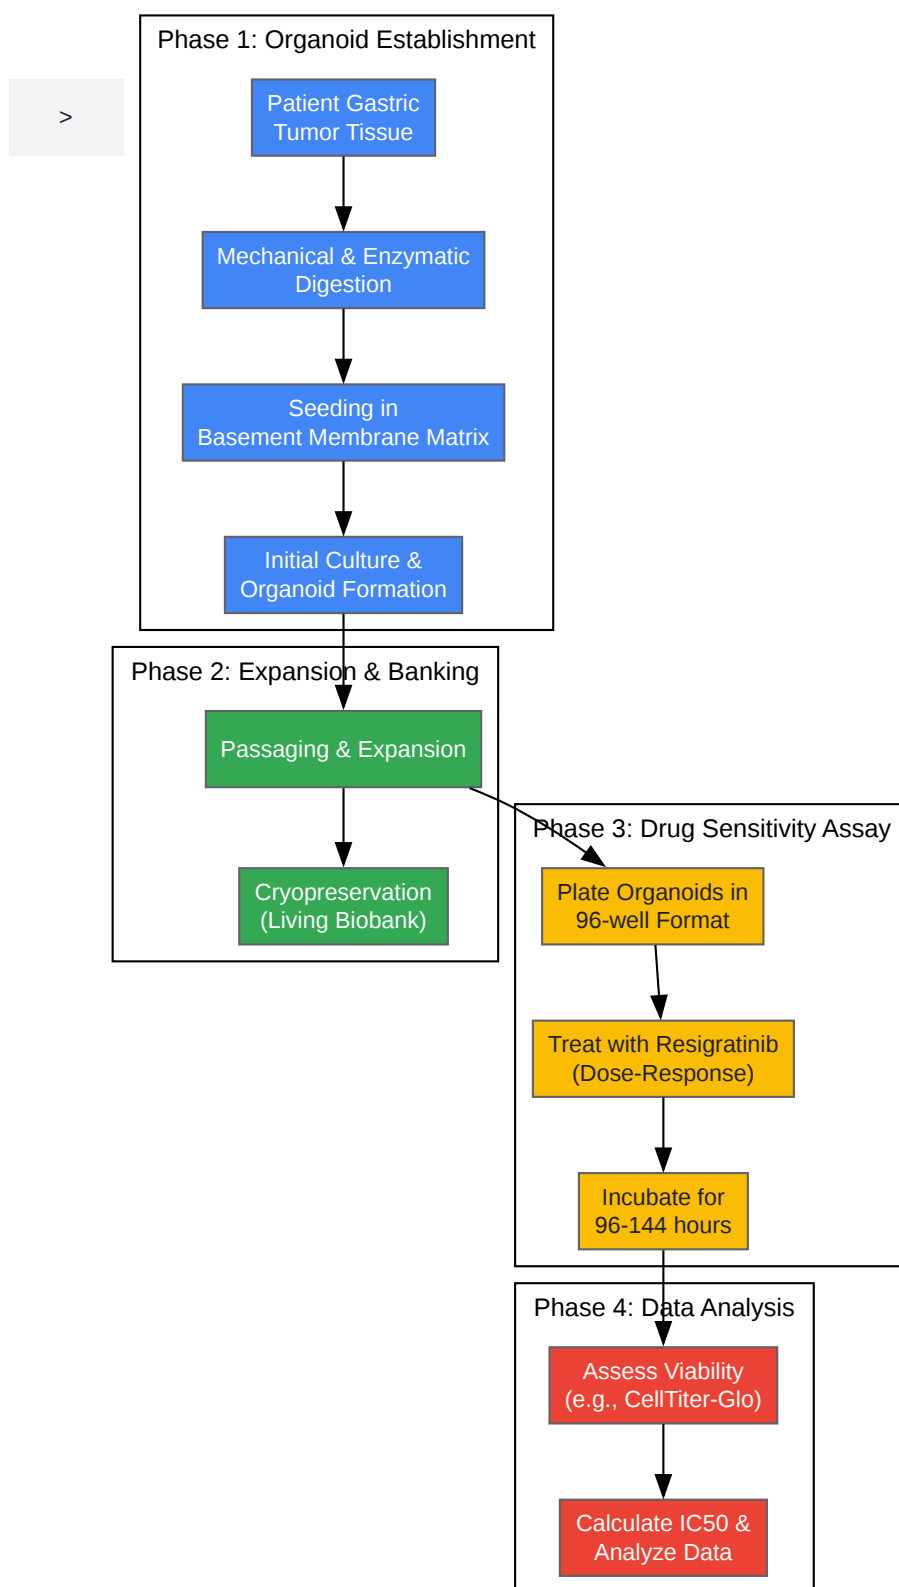 Phase 1: Organoid Establishment
>
Patient Gastric
Tumor Tissue
Mechanical & Enzymatic
Digestion
Seeding in
Basement Membrane Matrix
Initial Culture &
Organoid Formation
Phase 2: Expansion & Banking
Passaging & Expansion
Cryopreservation
(Living Biobank)
Phase 3: Drug Sensitivity Assay
Plate Organoids in
96-well Format
Treat with Resigratinib
(Dose-Response)
Incubate for
96-144 hours
Phase 4: Data Analysis
Assess Viability
(e.g., CellTiter-Glo)
Calculate IC50 &
Analyze Data